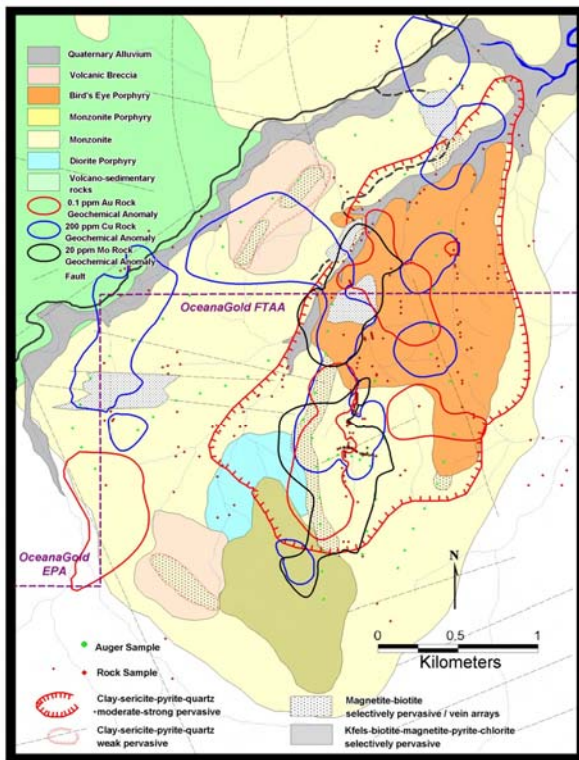 Quaternary Alluvium
Volcanic Breccia
Bird's Eye Porphyry
Monzonite Porphyry
Monzonite
Diorite Porphyry
Volcano-sedimentary
rocks
0.1 ppm Au Rock
Geochemical Anomaly
200 ppm Cu Rock
Geochemical Anomaly
20 ppm Mo Rock
Geochemical Anomaly
Fault
OceanaGold FTAA
OceanaGold
EPA
N
Auger Sample
Rock Sample
0 0.5 1
Kilometers
Clay-sericite-pyrite-quartz
moderate-strong pervasive
Clay-sericite-pyrite-quartz
weak pervasive
Magnetite-biotite
selectively pervasive / vein arrays
Kfels-biotite-magnetite-pyrite-chlorite
selectively pervasive